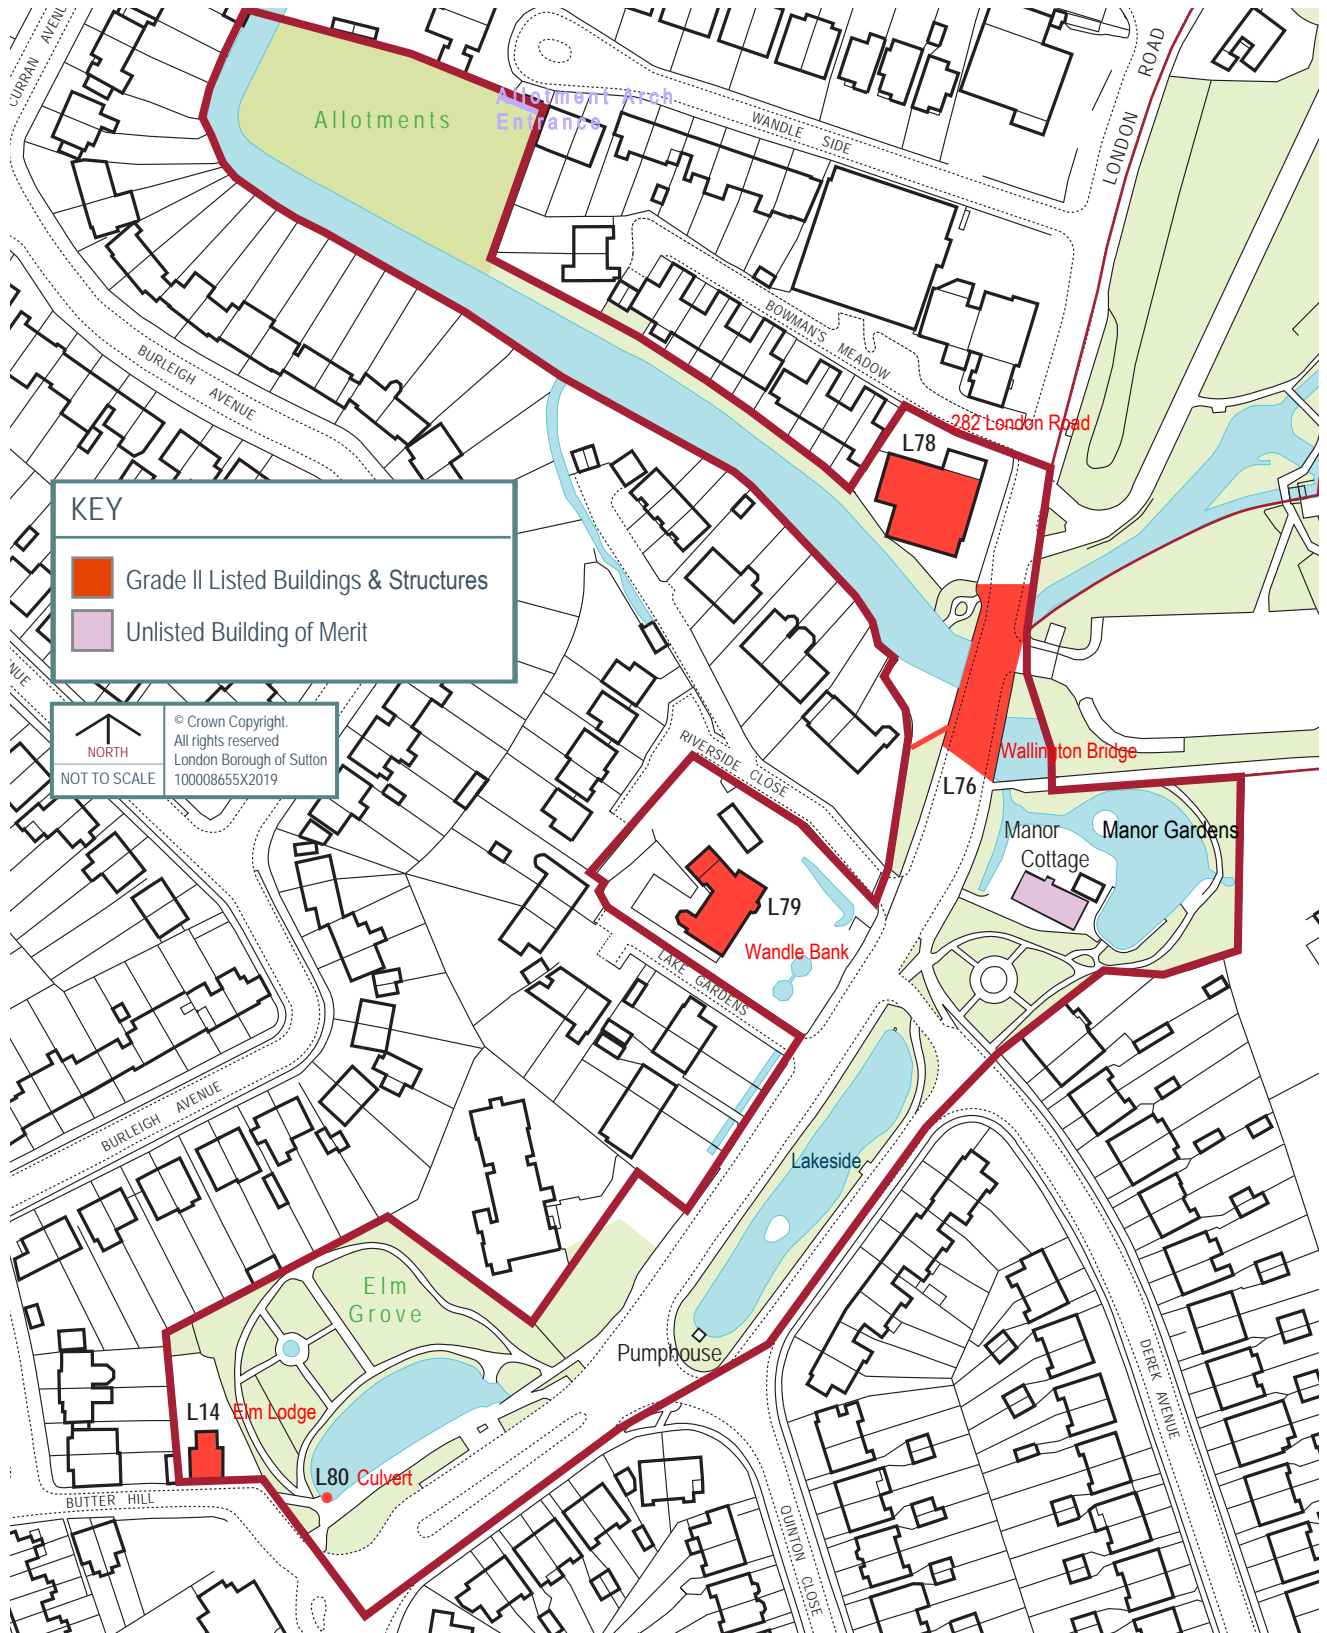 CURRAN AVENU
Allotments
Allotment Arch
Entrance
WANDLE SIDE
LONDON ROAD
BOWMAN'S MEADOW
BURLEIGH AVENUE
282 London Road
L78
KEY
Grade II Listed Buildings & Structures
Unlisted Building of Merit
NUE
NORTH
NOT TO SCALE
© Crown Copyright.
All rights reserved
London Borough of Sutton
100008655X2019
RIVERSIDE CLOSE
Wallington Bridge
L76
Manor
Cottage
Manor Gardens
L79
Wandle Bank
LAKE GARDENS
BURLEIGH AVENUE
Lakeside
Elm
Grove
Pumphouse
DEREK AVENUE
L14 Elm Lodge
L80 Culvert
BUTTER HILL
QUINTON CLOSE